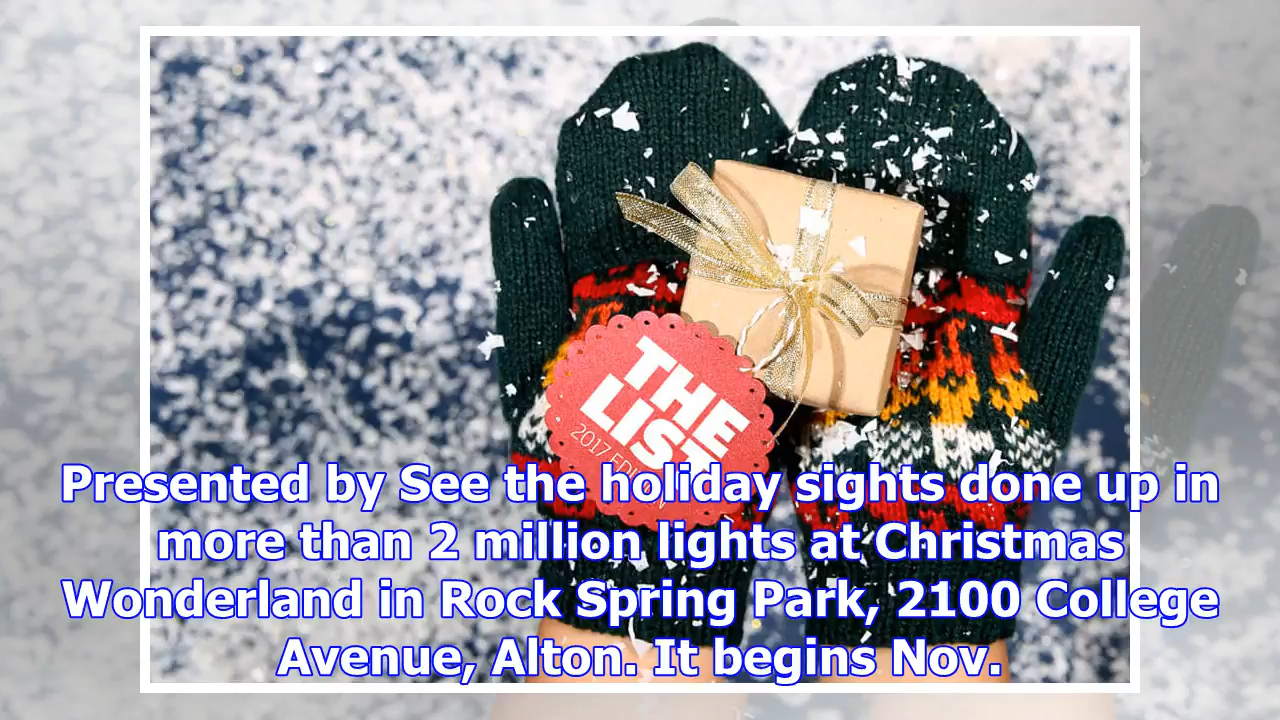 THE
LIST
2017 EDITION
Presented by See the holiday sights done up in
more than 2 million lights at Christmas
Wonderland in Rock Spring Park, 2100 College
Avenue, Alton. It begins Nov.